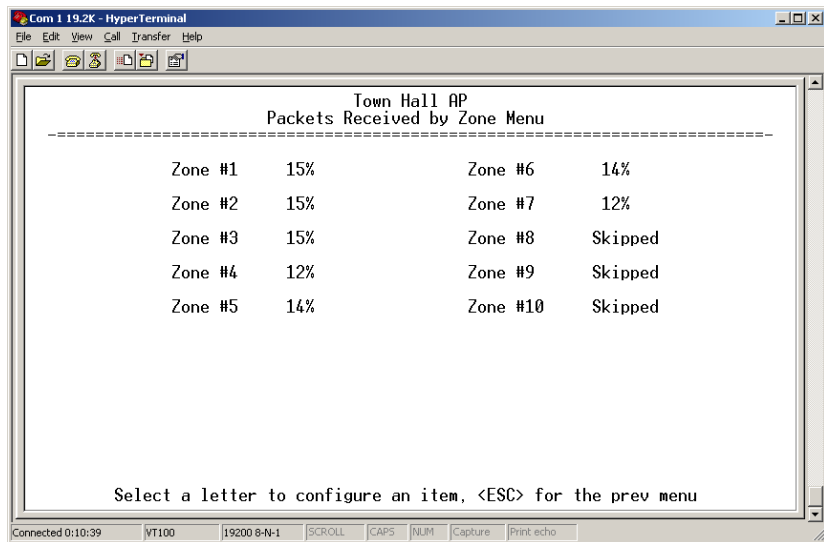 Com 1 19.2K - HyperTerminal
File Edit View Call Transfer Help
Town Hall AP
Packets Received by Zone Menu
-==========================================================================-
Zone #1 15% Zone #6 14%
Zone #2 15% Zone #7 12%
Zone #3 15% Zone #8 Skipped
Zone #4 12% Zone #9 Skipped
Zone #5 14% Zone #10 Skipped
Select a letter to configure an item, <ESC> for the prev menu
Connected 0:10:39 VT100 19200 8-N-1 SCROLL CAPS NUM Capture Print echo